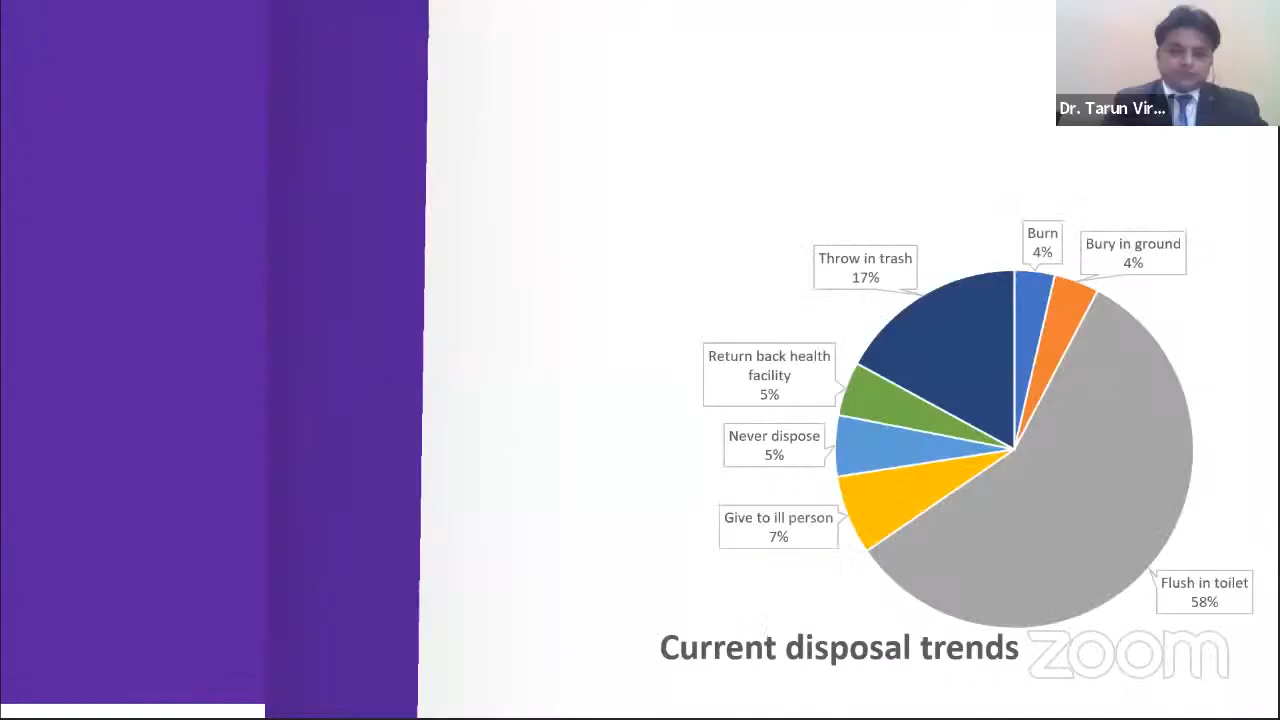 Dr. Tarun Vir...
Burn
4%
Bury in ground
4%
Throw in trash
17%
Return back health
facility
5%
Never dispose
5%
Give to ill person
7%
Flush in toilet
58%
Current disposal trends
zoom